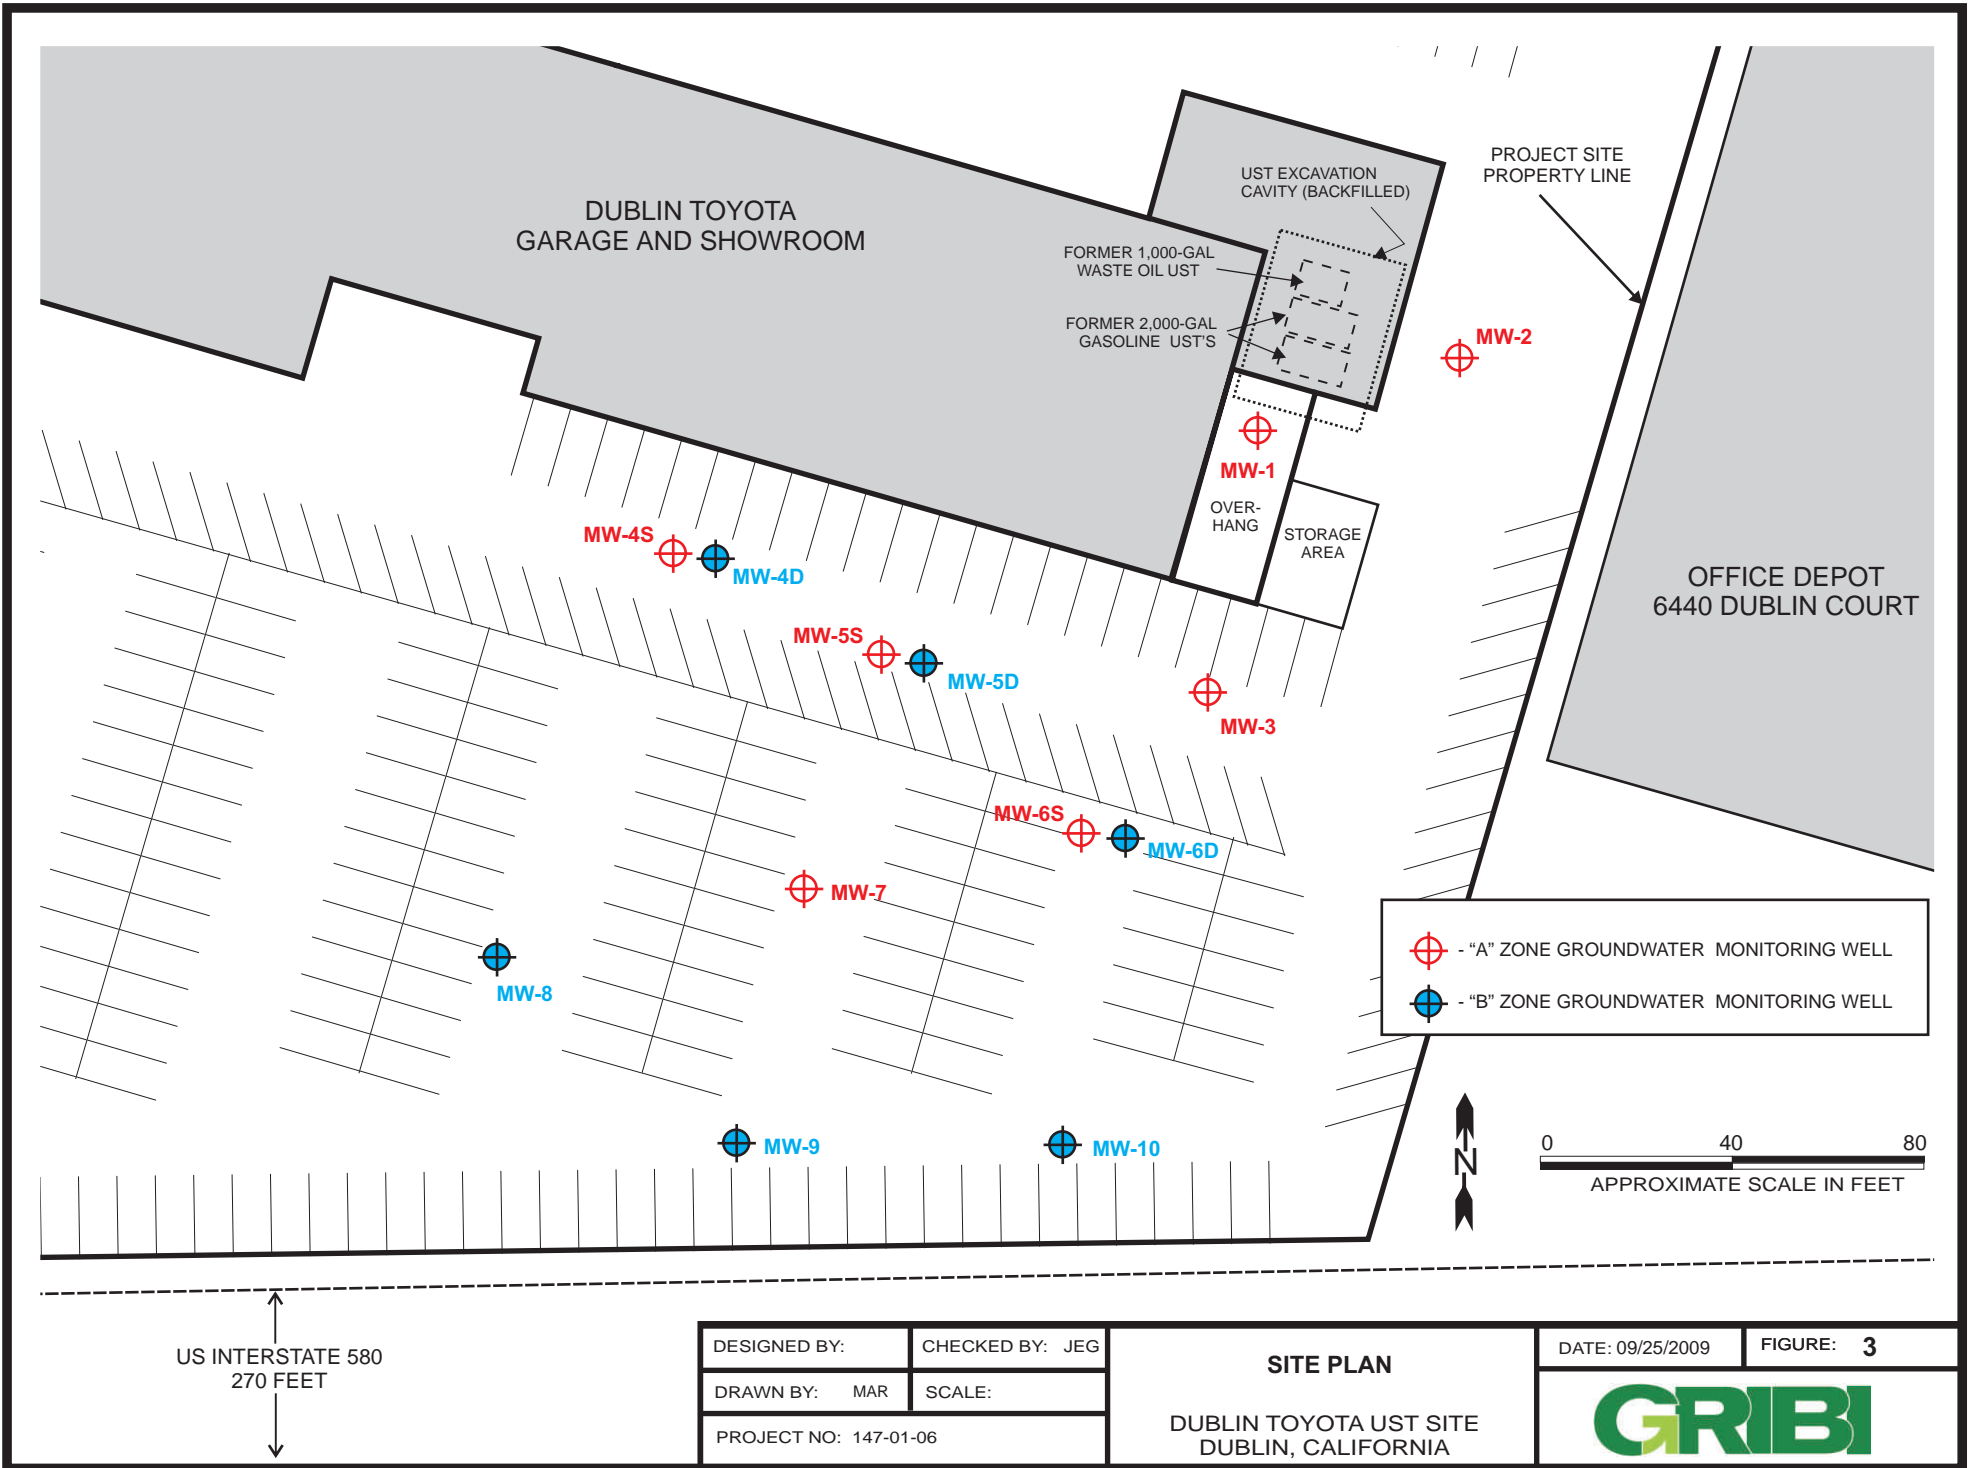 DUBLIN TOYOTA
GARAGE AND SHOWROOM
UST EXCAVATION
CAVITY (BACKFILLED)
PROJECT SITE
PROPERTY LINE
FORMER 1,000-GAL
WASTE OIL UST
FORMER 2,000-GAL
GASOLINE UST'S
MW-2
MW-1
OVER-
HANG
STORAGE
AREA
MW-4S
MW-4D
OFFICE DEPOT
6440 DUBLIN COURT
MW-5S
MW-5D
MW-3
MW-6S
MW-6D
MW-7
MW-8
- “A” ZONE GROUNDWATER MONITORING WELL
- “B” ZONE GROUNDWATER MONITORING WELL
MW-9
MW-10
N
0 40 80
APPROXIMATE SCALE IN FEET
US INTERSTATE 580
270 FEET
DESIGNED BY:
CHECKED BY: JEG
DRAWN BY: MAR
SCALE:
PROJECT NO: 147-01-06
SITE PLAN
DUBLIN TOYOTA UST SITE
DUBLIN, CALIFORNIA
DATE: 09/25/2009
FIGURE: 3
GRIBI